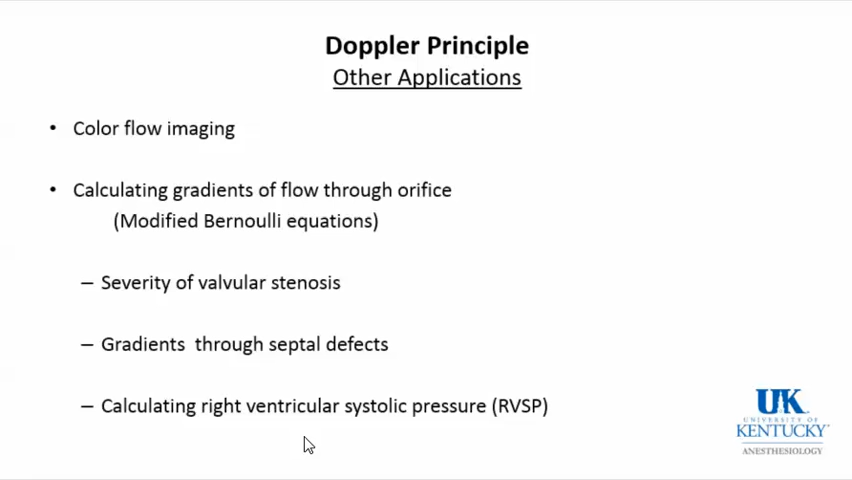 Doppler Principle
Other Applications
• Color flow imaging
• Calculating gradients of flow through orifice
(Modified Bernoulli equations)
– Severity of valvular stenosis
– Gradients through septal defects
– Calculating right ventricular systolic pressure (RVSP)
UK
UNIVERSITY OF
KENTUCKY
ANESTHESIOLOGY